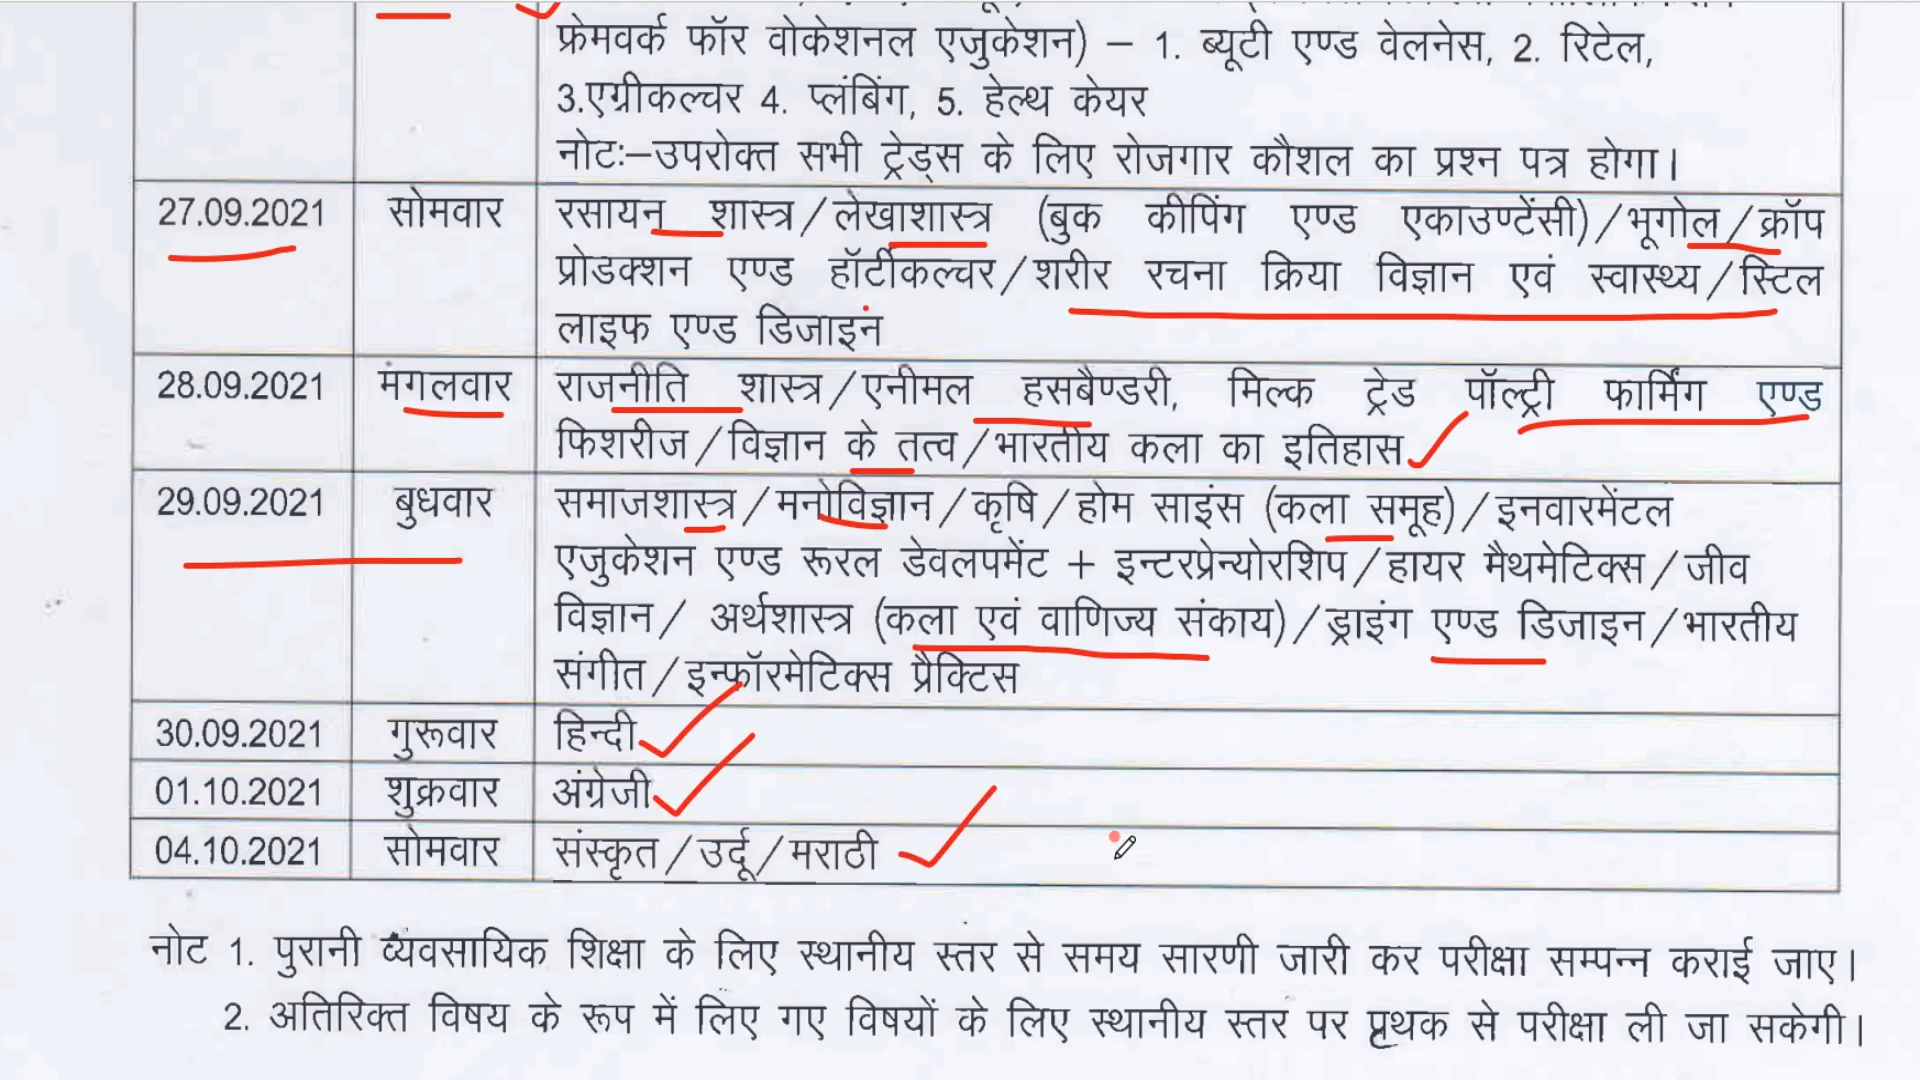 फ्रेमवर्क फॉर वोकेशनल एजुकेशन) – 1. ब्यूटी एण्ड वेलनेस, 2. रिटेल,
3.एग्रीकल्चर 4. प्लंबिंग, 5. हेल्थ केयर
नोटः–उपरोक्त सभी ट्रेड्स के लिए रोजगार कौशल का प्रश्न पत्र होगा।
27.09.2021 सोमवार रसायन शास्त्र/लेखाशास्त्र (बुक कीपिंग एण्ड एकाउण्टेंसी)/भूगोल/क्रॉप
प्रोडक्शन एण्ड हॉर्टीकल्चर/शरीर रचना क्रिया विज्ञान एवं स्वास्थ्य/स्टिल
लाइफ एण्ड डिजाइन
28.09.2021 मंगलवार राजनीति शास्त्र/एनीमल हसबैण्डरी, मिल्क ट्रेड पॉल्ट्री फार्मिंग एण्ड
फिशरीज/विज्ञान के तत्व/भारतीय कला का इतिहास
29.09.2021 बुधवार समाजशास्त्र/मनोविज्ञान/कृषि/होम साइंस (कला समूह)/इनवारमेंटल
एजुकेशन एण्ड रूरल डेवलपमेंट + इन्टरप्रेन्योरशिप/हायर मैथमेटिक्स/जीव
विज्ञान/ अर्थशास्त्र (कला एवं वाणिज्य संकाय)/ड्राइंग एण्ड डिजाइन/भारतीय
संगीत/इन्फॉरमेटिक्स प्रैक्टिस
30.09.2021 गुरूवार हिन्दी
01.10.2021 शुक्रवार अंग्रेजी
04.10.2021 सोमवार संस्कृत/उर्दू/मराठी
नोट 1. पुरानी व्यवसायिक शिक्षा के लिए स्थानीय स्तर से समय सारणी जारी कर परीक्षा सम्पन्न कराई जाए।
2. अतिरिक्त विषय के रूप में लिए गए विषयों के लिए स्थानीय स्तर पर पृथक से परीक्षा ली जा सकेगी।